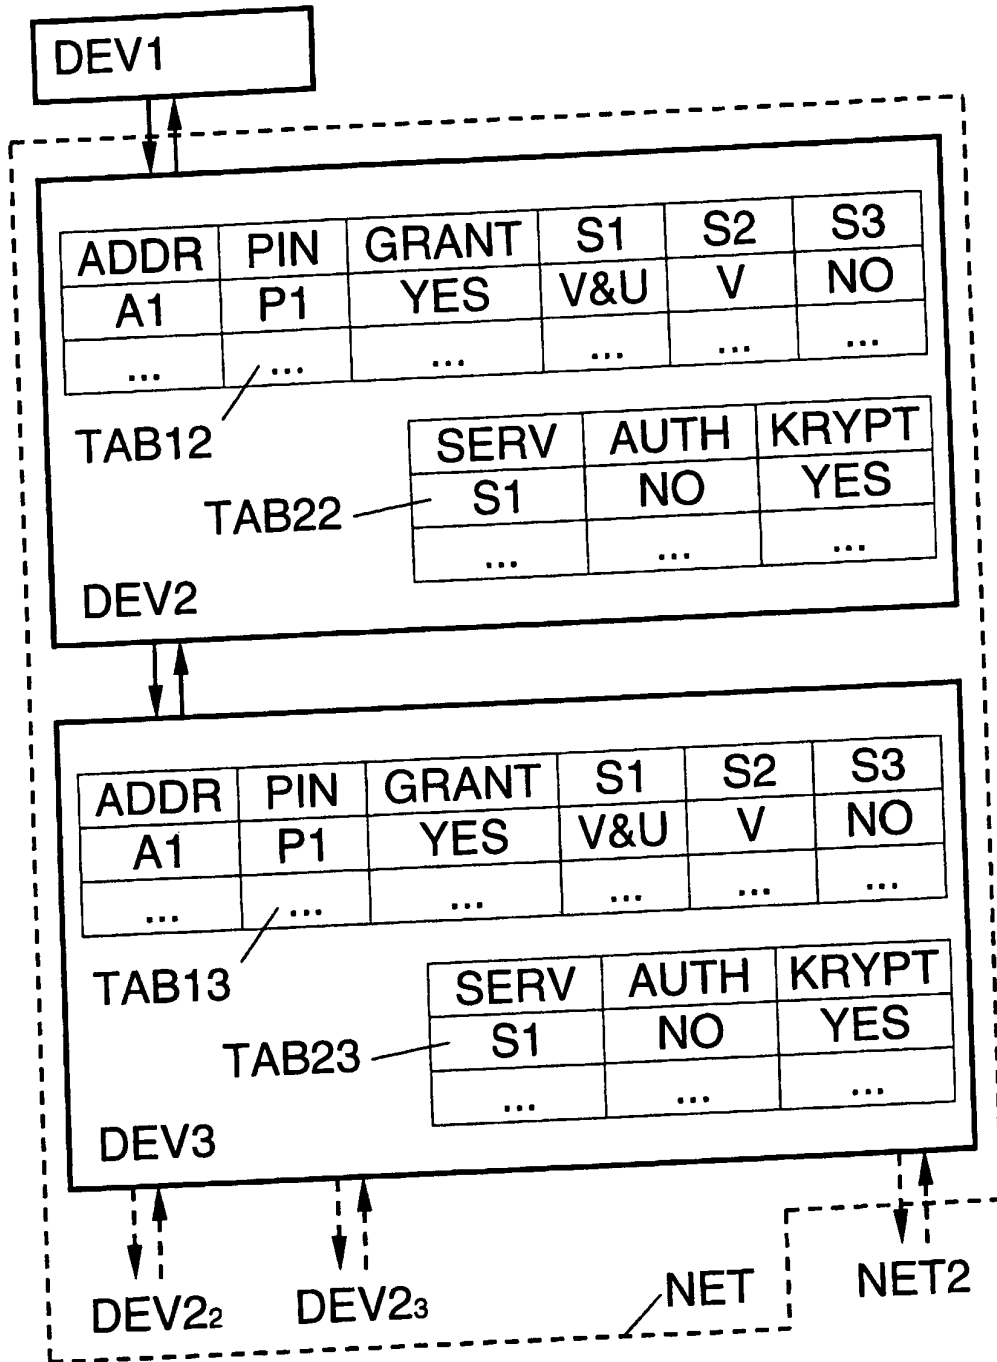 DEV1
ADDR PIN GRANT S1 S2 S3
A1 P1 YES V&U V NO
... ... ... ... ... ...
TAB12
SERV AUTH KRYPT
TAB22
S1 NO YES
... ... ...
DEV2
ADDR PIN GRANT S1 S2 S3
A1 P1 YES V&U V NO
... ... ... ... ... ...
TAB13
SERV AUTH KRYPT
TAB23
S1 NO YES
... ... ...
DEV3
DEV2₂ DEV2₃ NET NET2